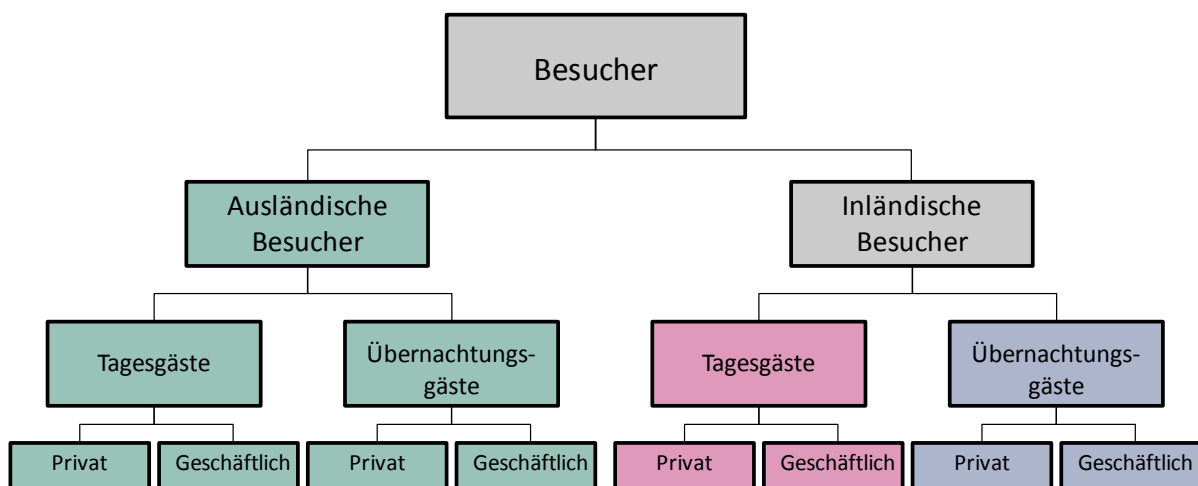 Besucher
Ausländische
Besucher
Inländische
Besucher
Tagesgäste
Übernachtungs-
gäste
Tagesgäste
Übernachtungs-
gäste
Privat
Geschäftlich
Privat
Geschäftlich
Privat
Geschäftlich
Privat
Geschäftlich